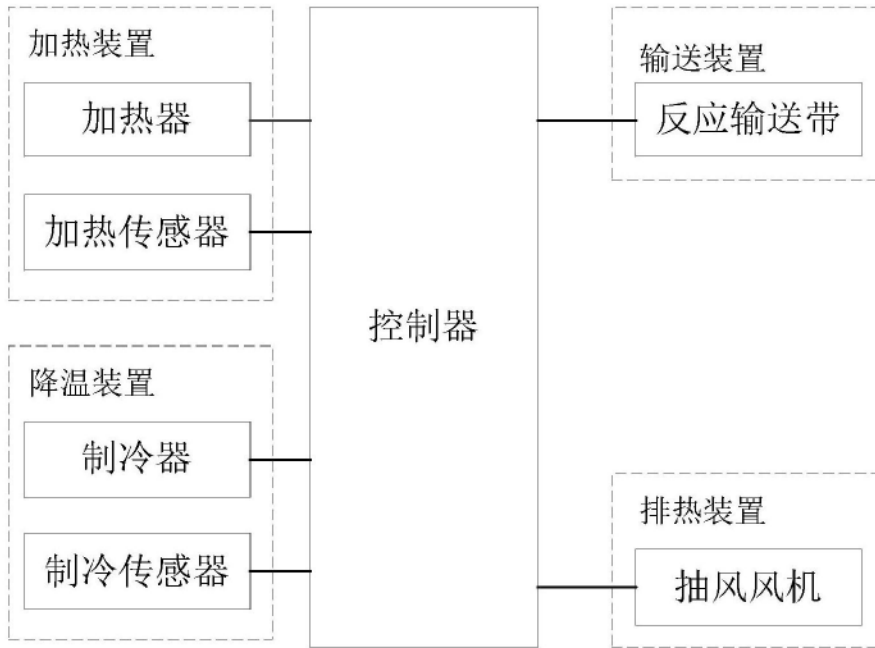 加热装置
加热器
加热传感器
降温装置
制冷器
制冷传感器
控制器
输送装置
反应输送带
排热装置
抽风风机